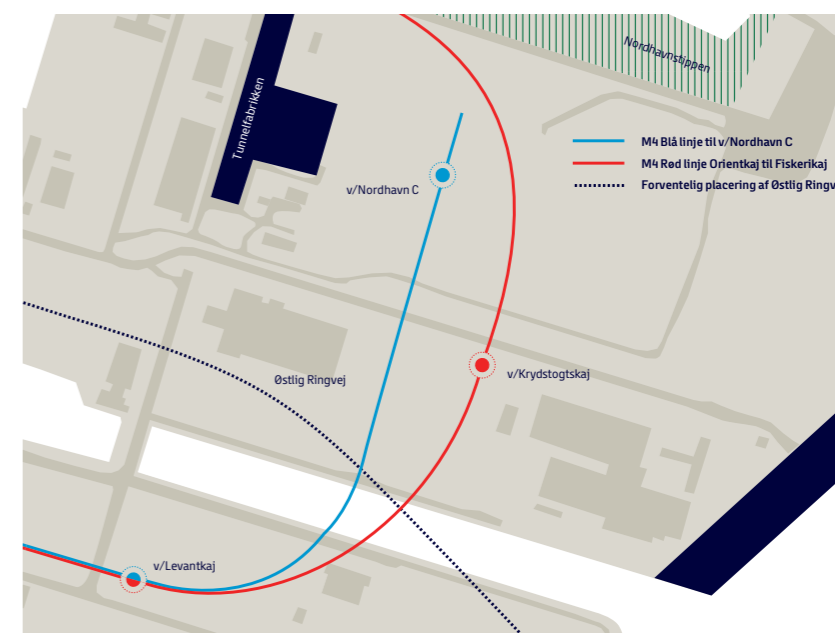 Nordhavnstippen
Tunnelfabrikken
M4 Blå linje til v/Nordhavn C
M4 Rød linje Orientkaj til Fiskerikaj
Forventelig placering af Østlig Ringv
v/Nordhavn C
v/Krydstogtskaj
Østlig Ringvej
v/Levantkaj